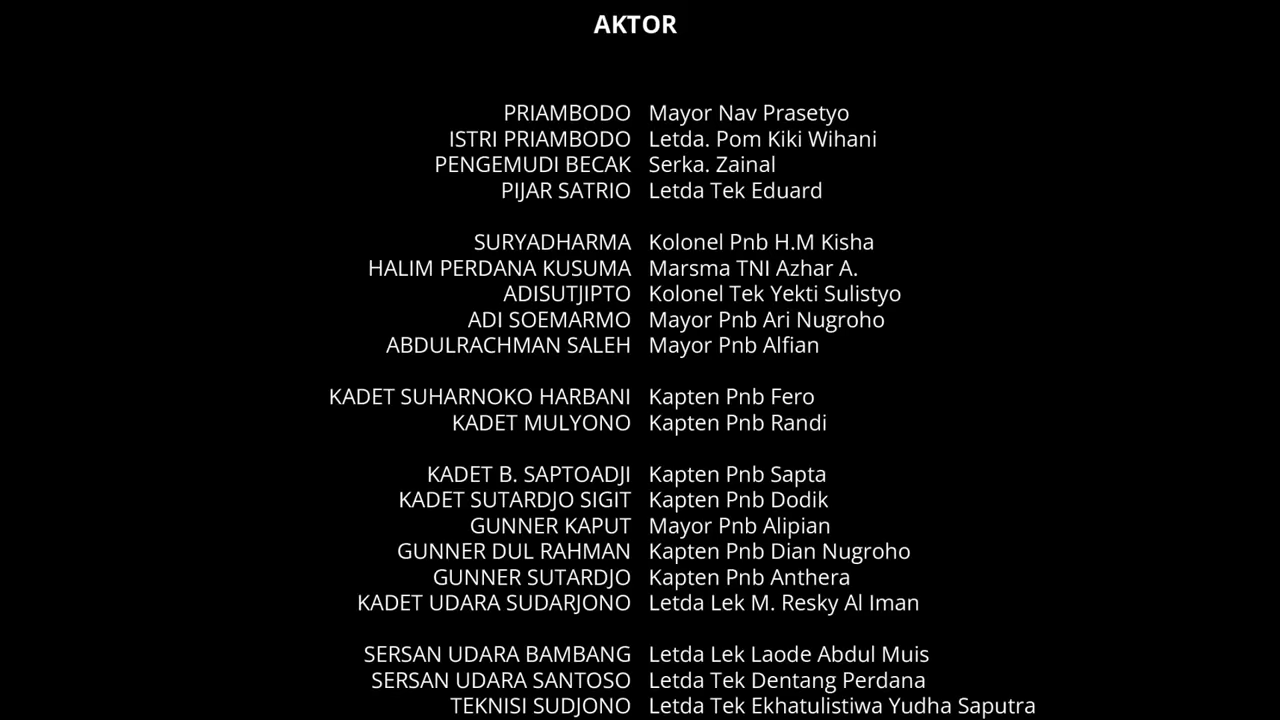 AKTOR
PRIAMBODO Mayor Nav Prasetyo
ISTRI PRIAMBODO Letda. Pom Kiki Wihani
PENGEMUDI BECAK Serka. Zainal
PIJAR SATRIO Letda Tek Eduard
SURYADHARMA Kolonel Pnb H.M Kisha
HALIM PERDANA KUSUMA Marsma TNI Azhar A.
ADISUTJIPTO Kolonel Tek Yekti Sulistyo
ADI SOEMARMO Mayor Pnb Ari Nugroho
ABDULRACHMAN SALEH Mayor Pnb Alfian
KADET SUHARNOKO HARBANI Kapten Pnb Fero
KADET MULYONO Kapten Pnb Randi
KADET B. SAPTOADJI Kapten Pnb Sapta
KADET SUTARDJO SIGIT Kapten Pnb Dodik
GUNNER KAPUT Mayor Pnb Alipian
GUNNER DUL RAHMAN Kapten Pnb Dian Nugroho
GUNNER SUTARDJO Kapten Pnb Anthera
KADET UDARA SUDARJONO Letda Lek M. Resky Al Iman
SERSAN UDARA BAMBANG Letda Lek Laode Abdul Muis
SERSAN UDARA SANTOSO Letda Tek Dentang Perdana
TEKNISI SUDJONO Letda Tek Ekhatulistiwa Yudha Saputra